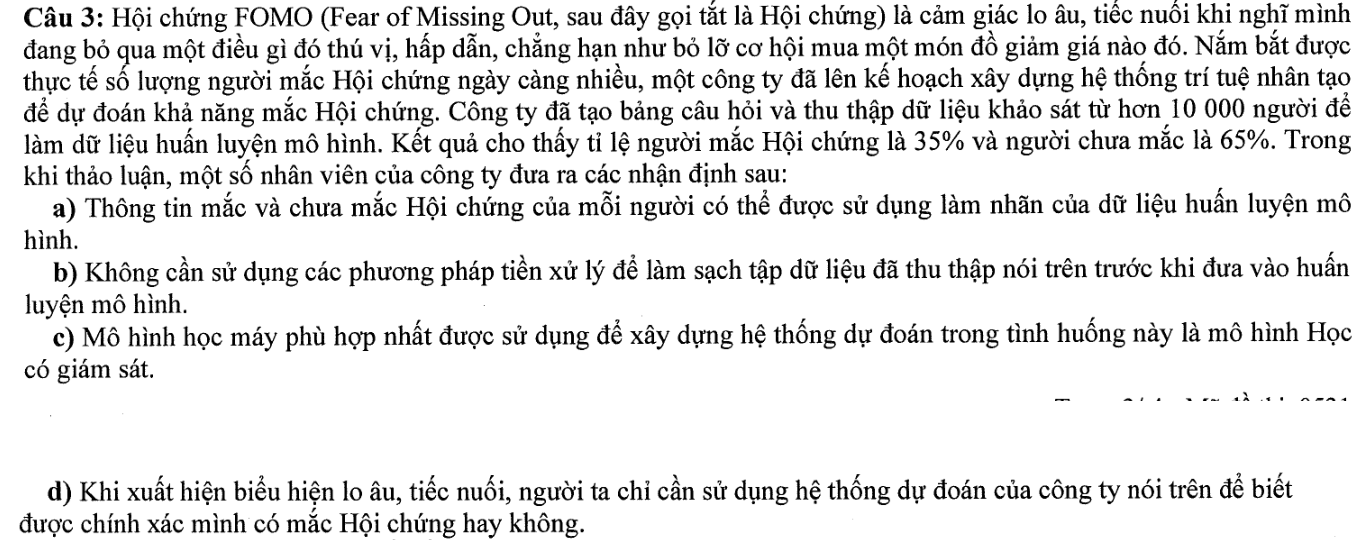 Câu 3: Hội chứng FOMO (Fear of Missing Out, sau đây gọi tắt là Hội chứng) là cảm giác lo âu, tiếc nuối khi nghĩ mình
đang bỏ qua một điều gì đó thú vị, hấp dẫn, chẳng hạn như bỏ lỡ cơ hội mua một món đồ giảm giá nào đó. Nắm bắt được
thực tế số lượng người mắc Hội chứng ngày càng nhiều, một công ty đã lên kế hoạch xây dựng hệ thống trí tuệ nhân tạo
để dự đoán khả năng mắc Hội chứng. Công ty đã tạo bảng câu hỏi và thu thập dữ liệu khảo sát từ hơn 10 000 người để
làm dữ liệu huấn luyện mô hình. Kết quả cho thấy tỉ lệ người mắc Hội chứng là 35% và người chưa mắc là 65%. Trong
khi thảo luận, một số nhân viên của công ty đưa ra các nhận định sau:
a) Thông tin mắc và chưa mắc Hội chứng của mỗi người có thể được sử dụng làm nhãn của dữ liệu huấn luyện mô
hình.
b) Không cần sử dụng các phương pháp tiền xử lý để làm sạch tập dữ liệu đã thu thập nói trên trước khi đưa vào huấn
luyện mô hình.
c) Mô hình học máy phù hợp nhất được sử dụng để xây dựng hệ thống dự đoán trong tình huống này là mô hình Học
có giám sát.
d) Khi xuất hiện biểu hiện lo âu, tiếc nuối, người ta chỉ cần sử dụng hệ thống dự đoán của công ty nói trên để biết
được chính xác mình có mắc Hội chứng hay không.